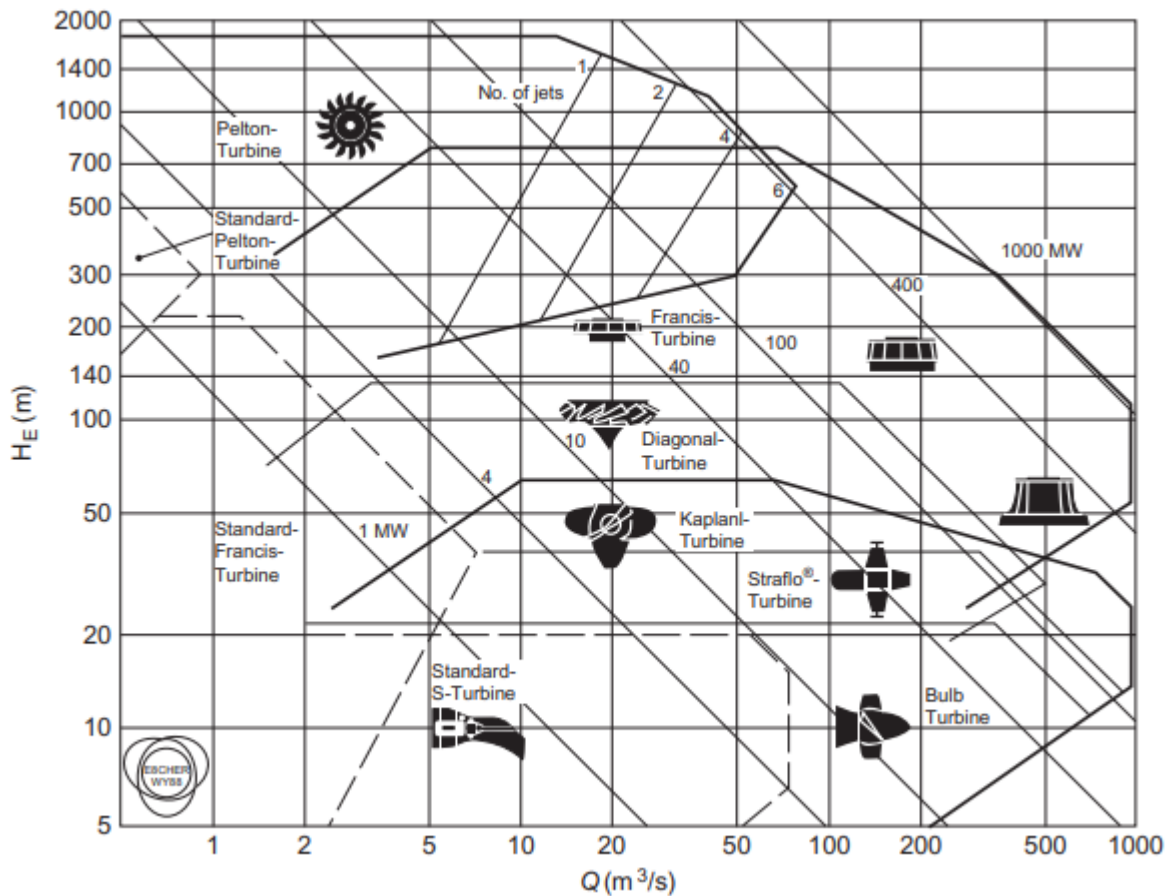 2000
1400
1000
700
500
300
200
140
100
50
20
10
5
H_E (m)
1
2
5
10
20
50
100
200
500
1000
Q (m³/s)
No. of jets
1
2
4
6
Pelton-
Turbine
Standard-
Pelton-
Turbine
1000 MW
400
100
40
10
4
1 MW
Francis-
Turbine
Diagonal-
Turbine
Standard-
Francis-
Turbine
Kaplanl-
Turbine
Straflo®-
Turbine
Standard-
S-Turbine
Bulb
Turbine
ESCHER
WYSS